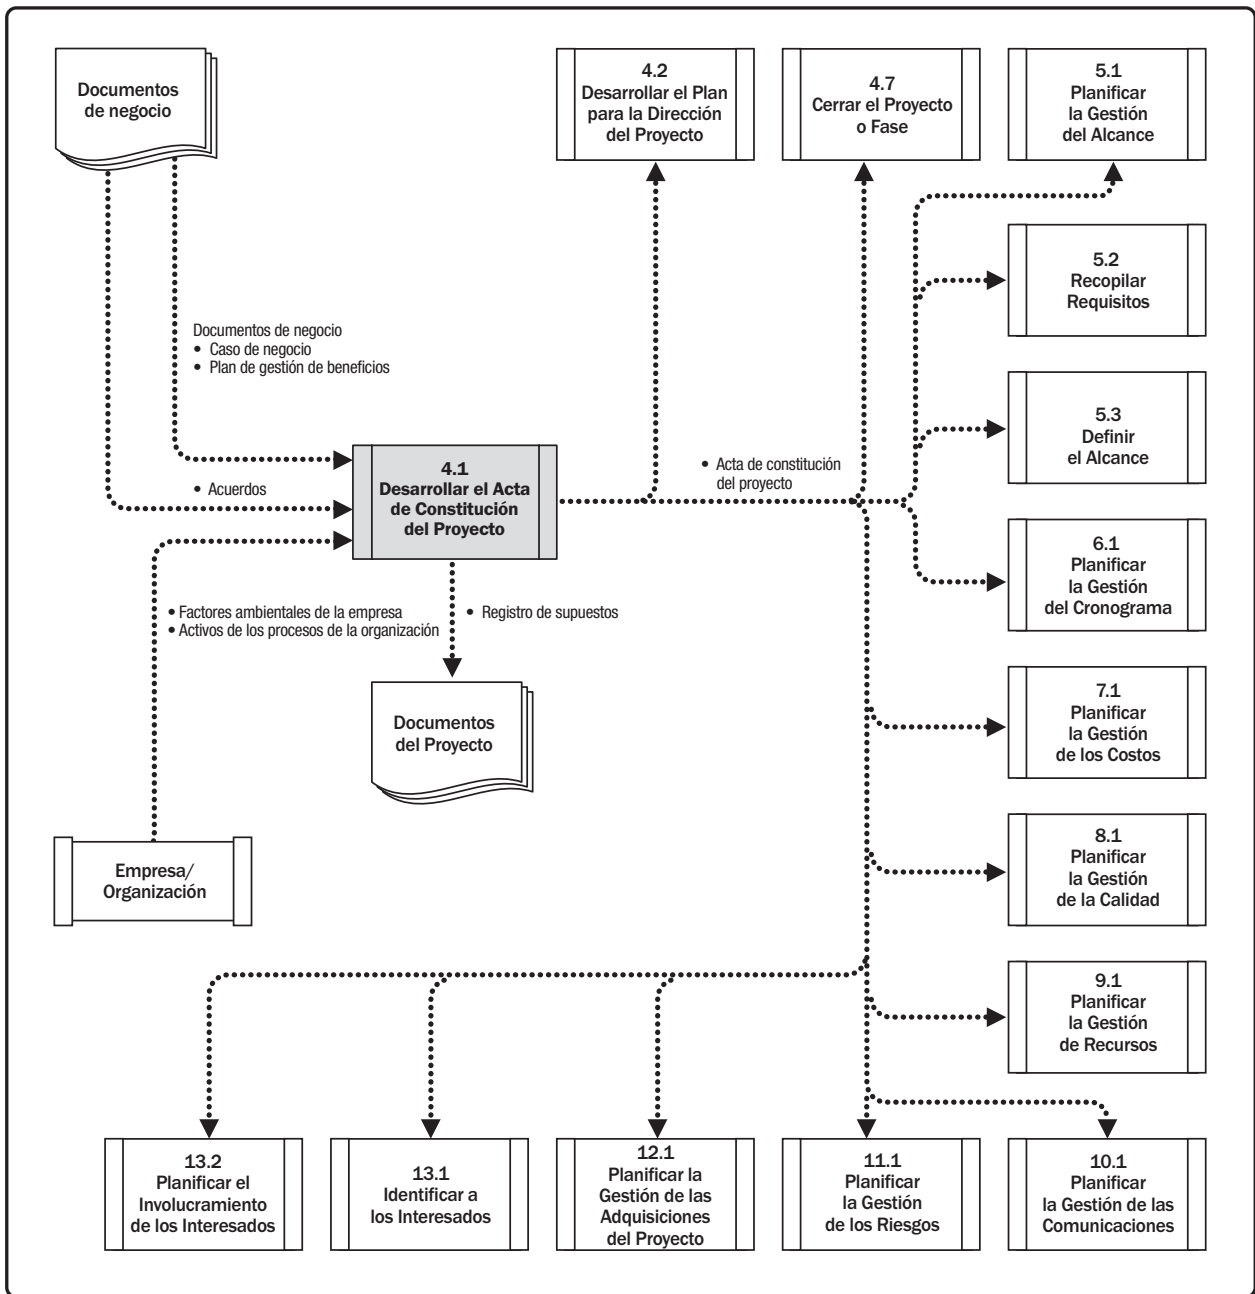 Documentos
de negocio
4.2
Desarrollar el Plan
para la Dirección
del Proyecto
4.7
Cerrar el Proyecto
o Fase
5.1
Planificar
la Gestión
del Alcance
5.2
Recopilar
Requisitos
Documentos de negocio
• Caso de negocio
• Plan de gestión de beneficios
5.3
Definir
el Alcance
4.1
Desarrollar el Acta
de Constitución
del Proyecto
• Acuerdos
• Acta de constitución
del proyecto
6.1
Planificar
la Gestión
del Cronograma
• Factores ambientales de la empresa
• Activos de los procesos de la organización
• Registro de supuestos
Documentos
del Proyecto
7.1
Planificar
la Gestión
de los Costos
8.1
Planificar
la Gestión
de la Calidad
Empresa/
Organización
9.1
Planificar
la Gestión
de Recursos
13.2
Planificar el
Involucramiento
de los Interesados
13.1
Identificar a
los Interesados
12.1
Planificar la
Gestión de las
Adquisiciones
del Proyecto
11.1
Planificar
la Gestión
de los Riesgos
10.1
Planificar
la Gestión de las
Comunicaciones